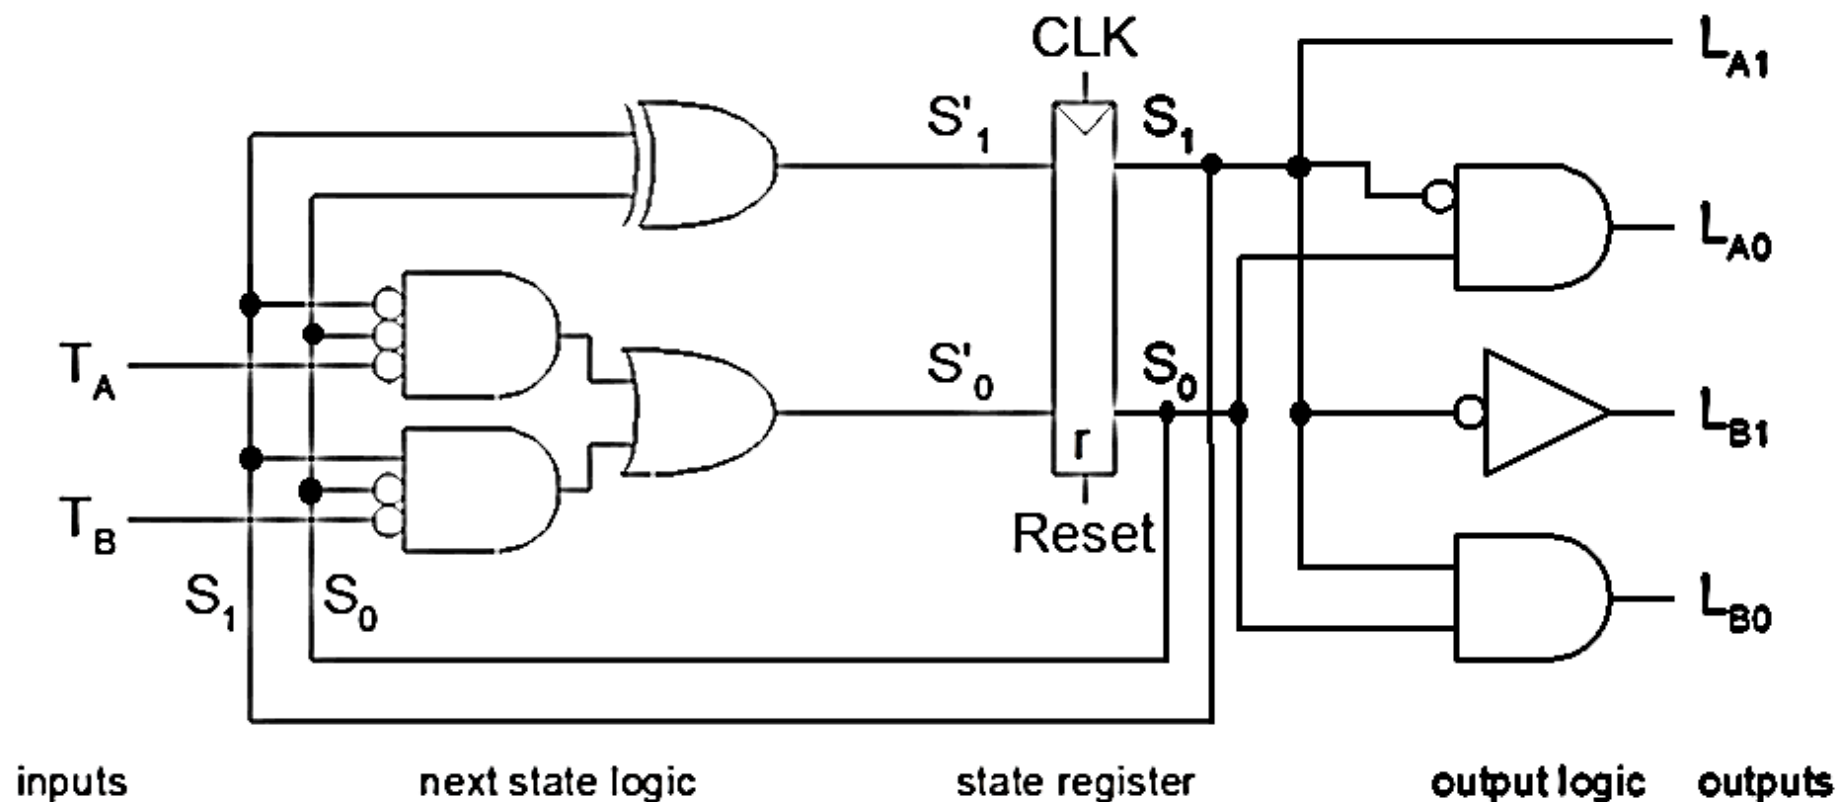 CLK
L_A1
S'_1
S_1
L_A0
T_A
S'_0
S_0
L_B1
r
T_B
Reset
S_1
S_0
L_B0
inputs
next state logic
state register
output logic
outputs